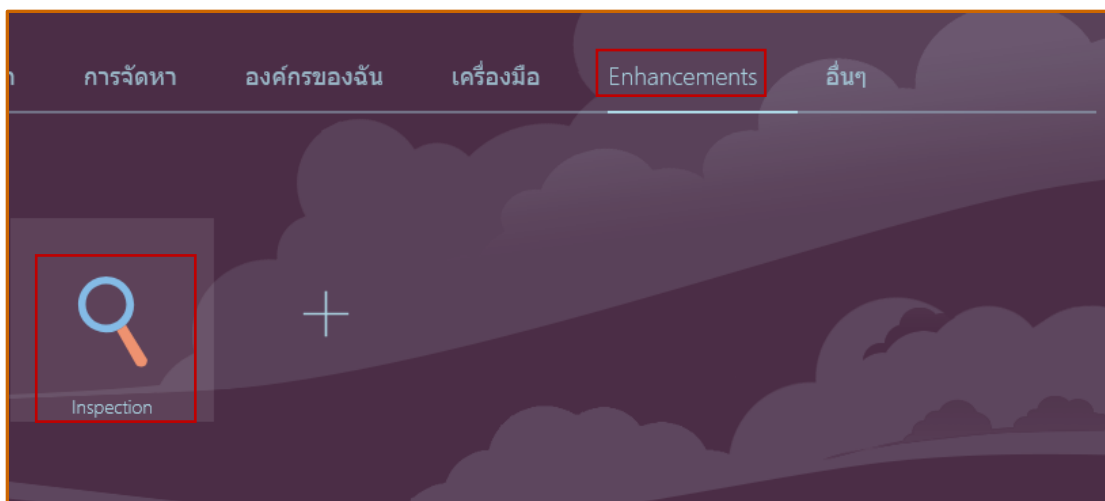 การจัดหา องค์กรของฉัน เครื่องมือ Enhancements อื่นๆ
Inspection